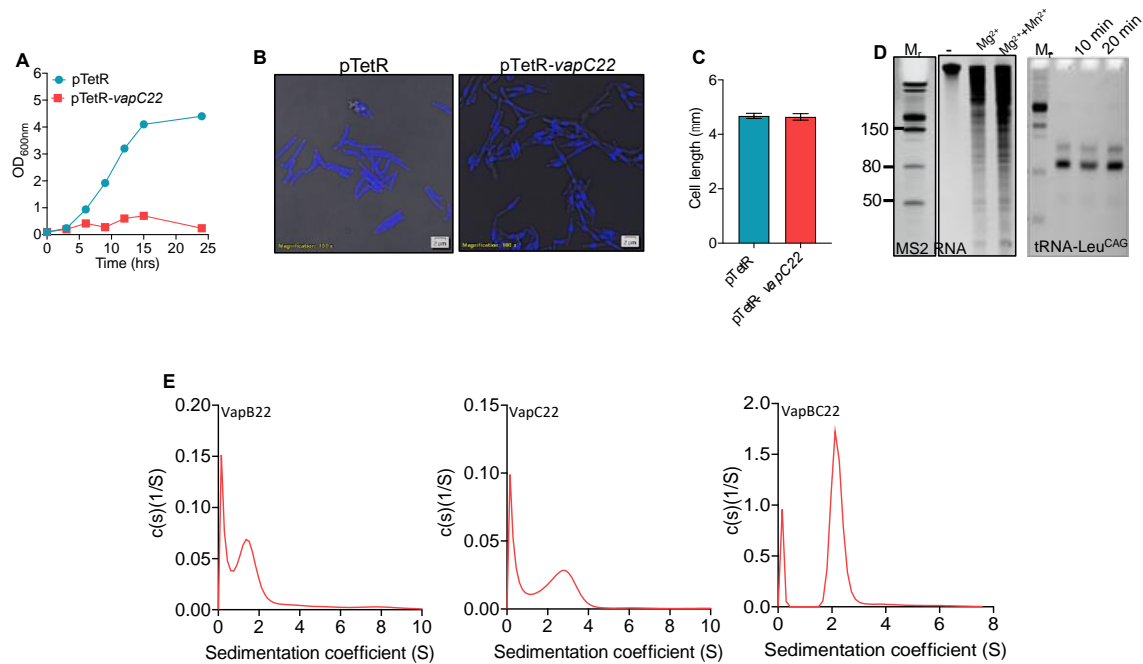 A
pTetR
pTetR-vapC22
OD600nm
6
5
4
3
2
1
0
0 5 10 15 20 25
Time (hrs)
B
pTetR
pTetR-vapC22
2 µm
2 µm
C
Cell length (mm)
6
4
2
0
pTetR
pTetR- vapC22
D
Mr
-
Mg2+
Mg2++Mn2+
150
80
50
MS2 RNA
Mr
10 min
20 min
tRNA-LeuCAG
E
VapB22
c(s)(1/S)
0.20
0.15
0.10
0.05
0.00
0 2 4 6 8 10
Sedimentation coefficient (S)
VapC22
c(s)(1/S)
0.15
0.10
0.05
0.00
0 2 4 6 8 10
Sedimentation coefficient (S)
VapBC22
c(s)(1/S)
2.0
1.5
1.0
0.5
0.0
0 2 4 6 8
Sedimentation coefficient (S)